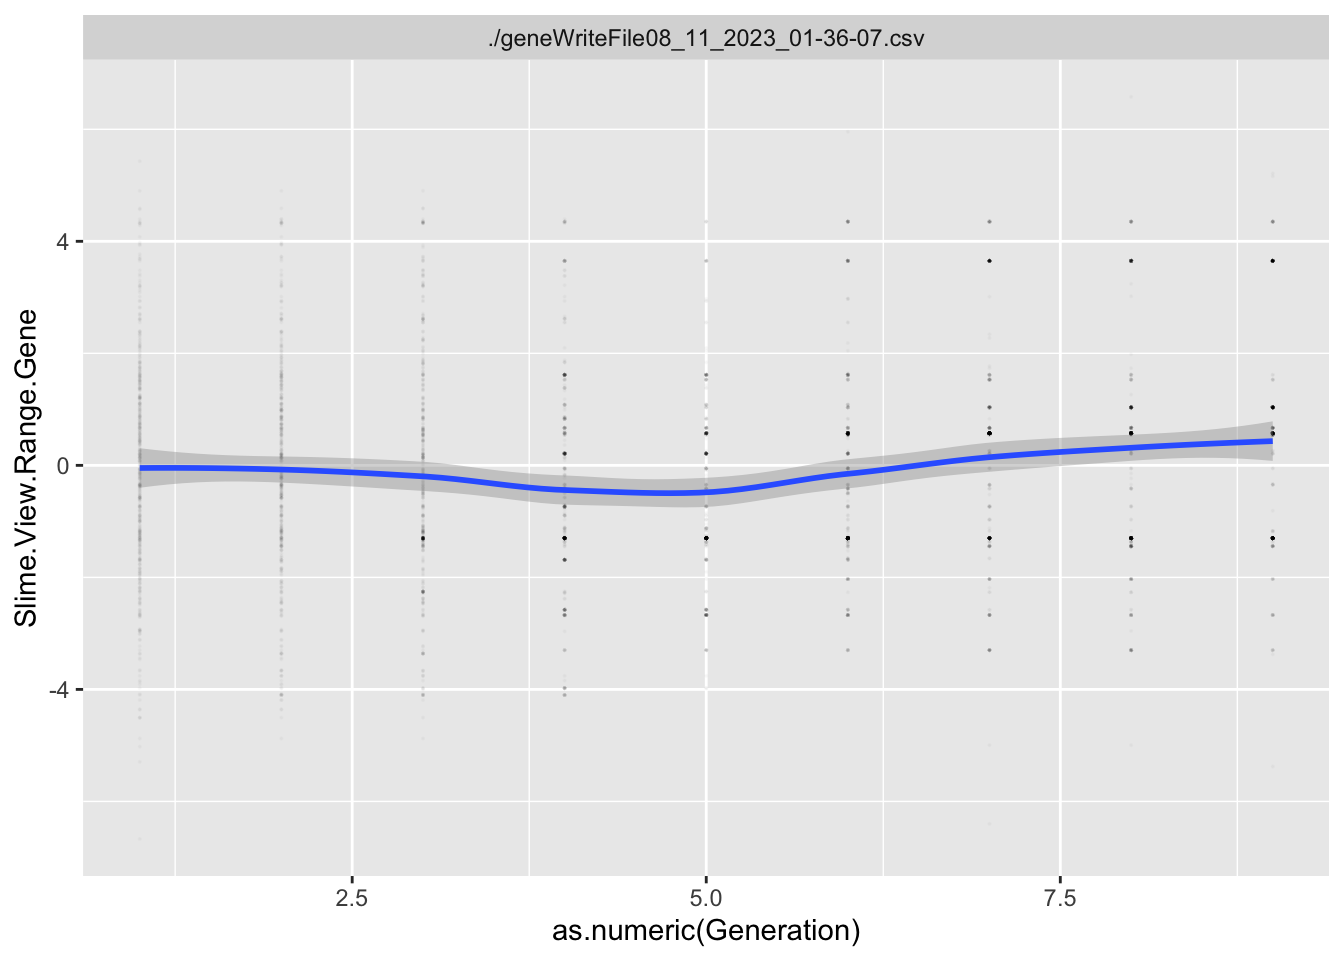 ./geneWriteFile08_11_2023_01-36-07.csv
Slime.View.Range.Gene
4
0
-4
2.5
5.0
7.5
as.numeric(Generation)